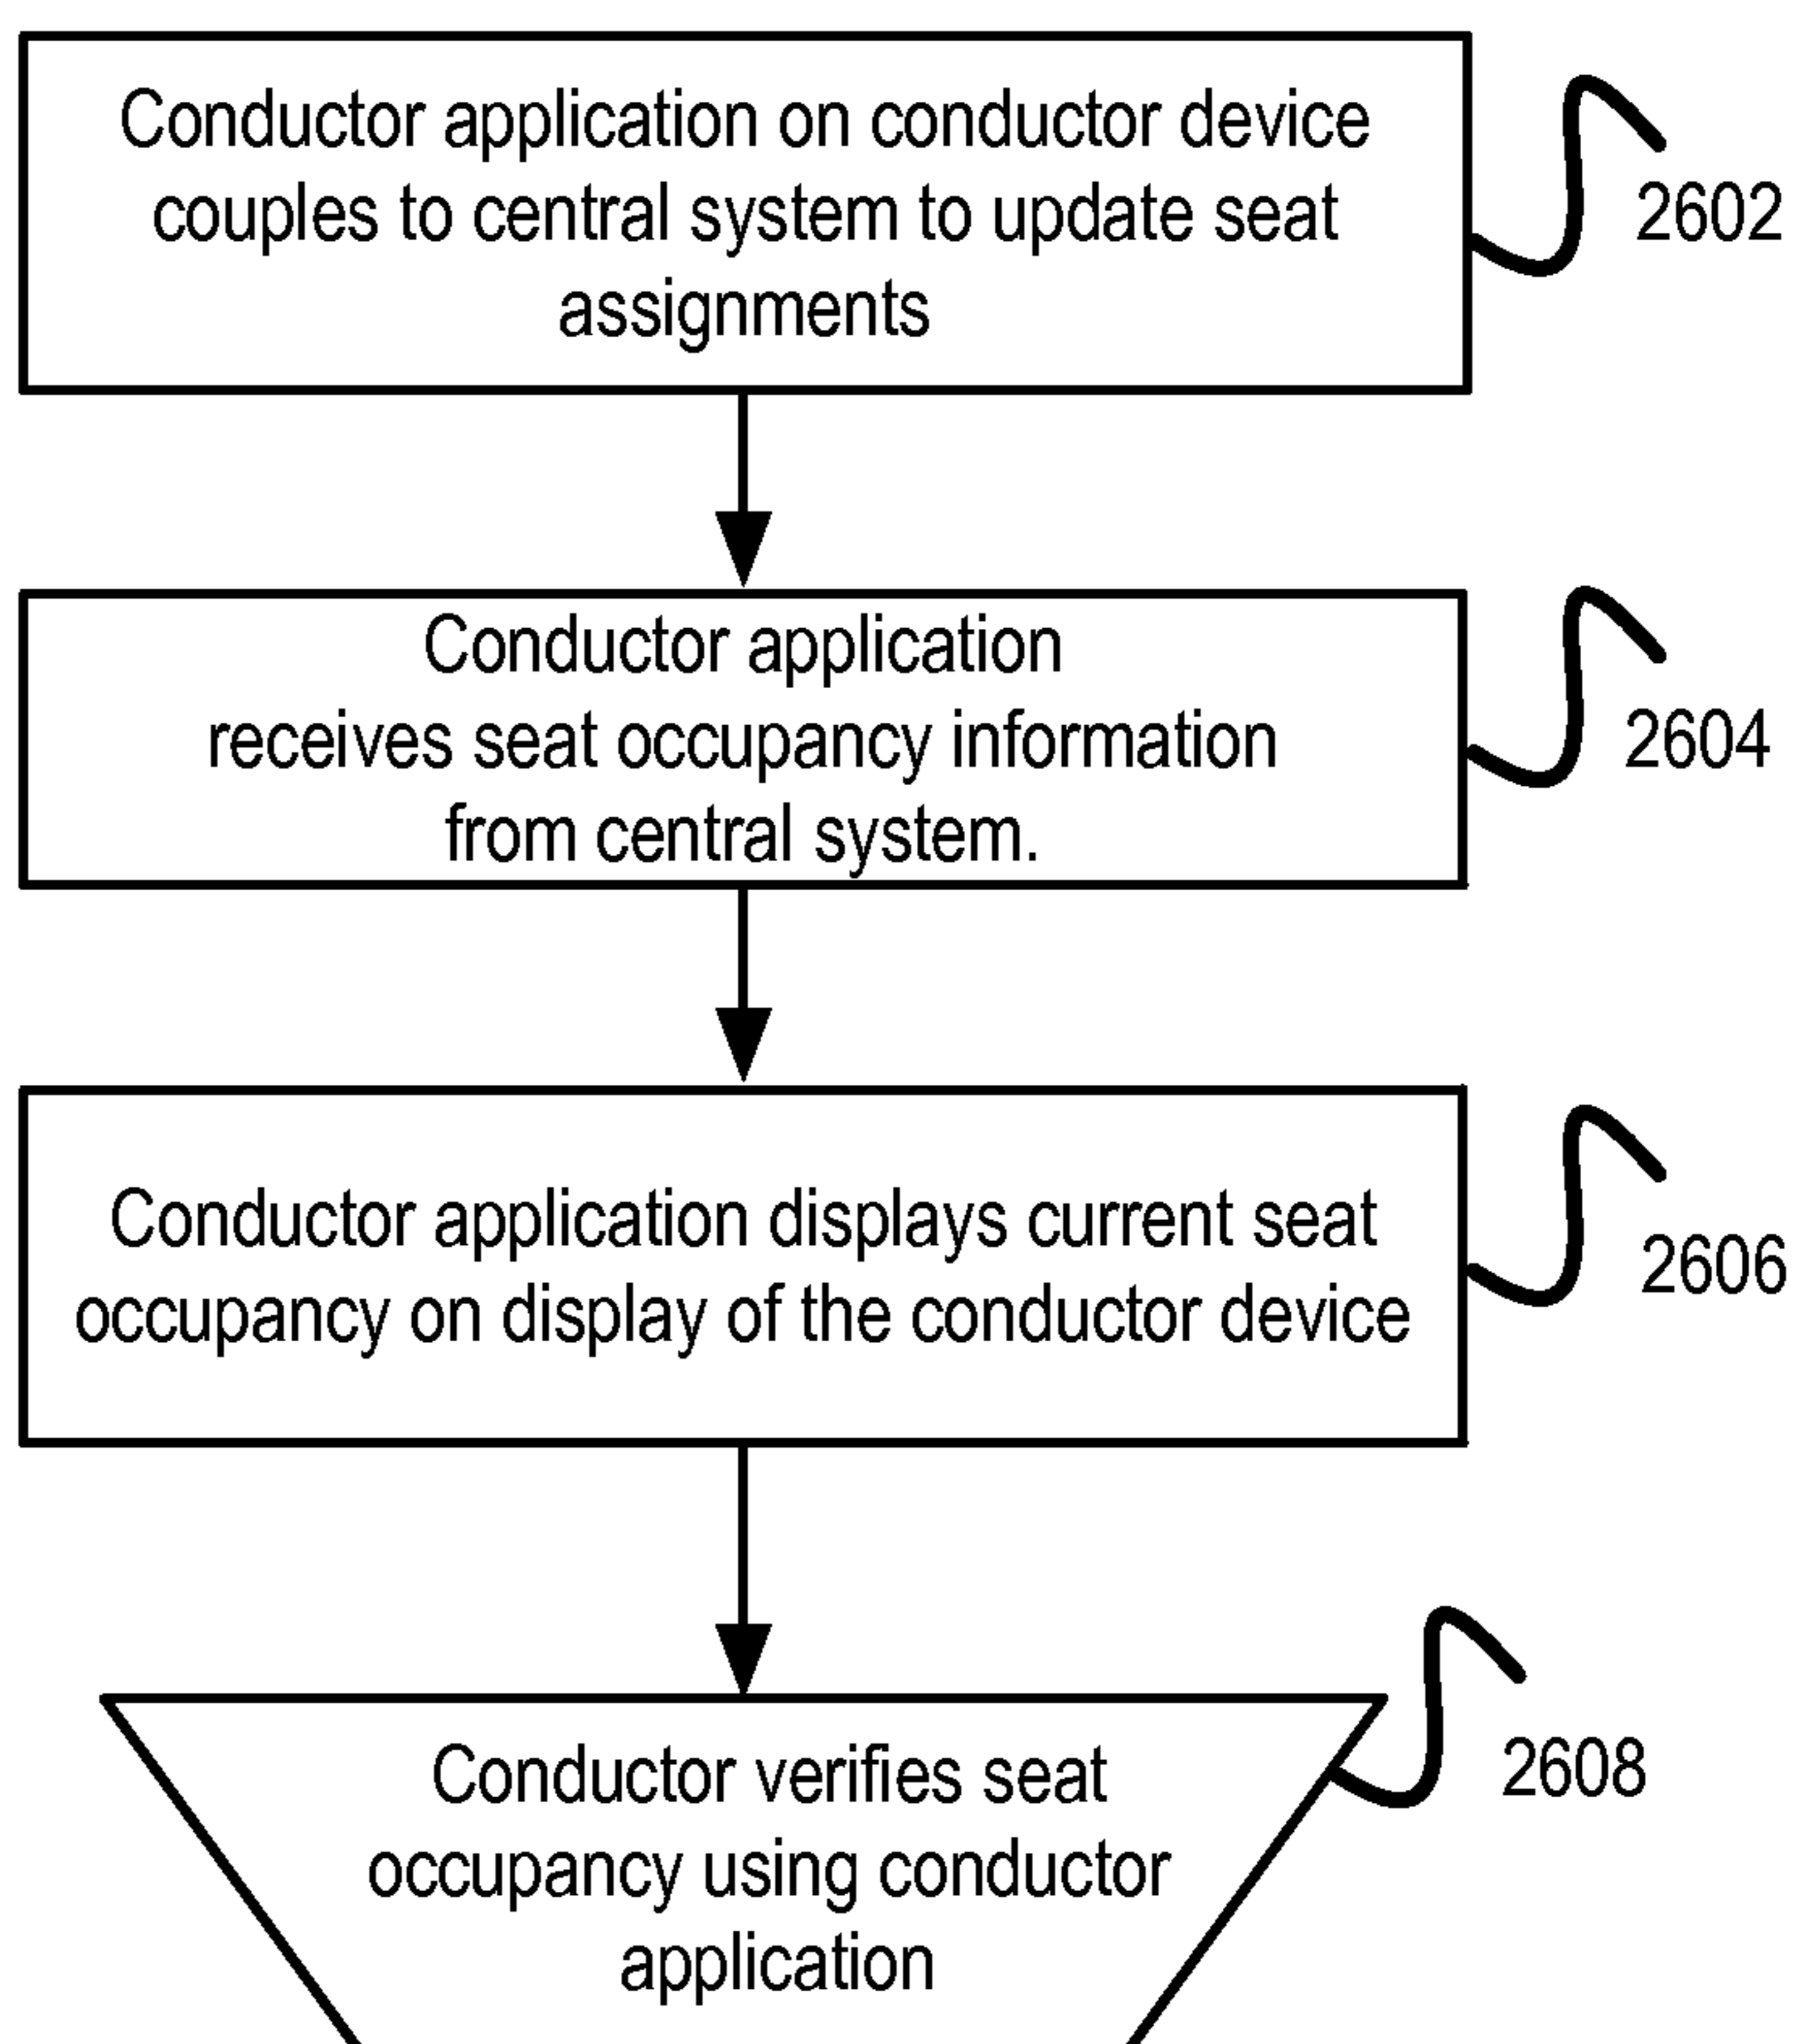 Conductor application on conductor device
couples to central system to update seat
assignments
2602
Conductor application
receives seat occupancy information
from central system.
2604
Conductor application displays current seat
occupancy on display of the conductor device
2606
Conductor verifies seat
occupancy using conductor
application
2608